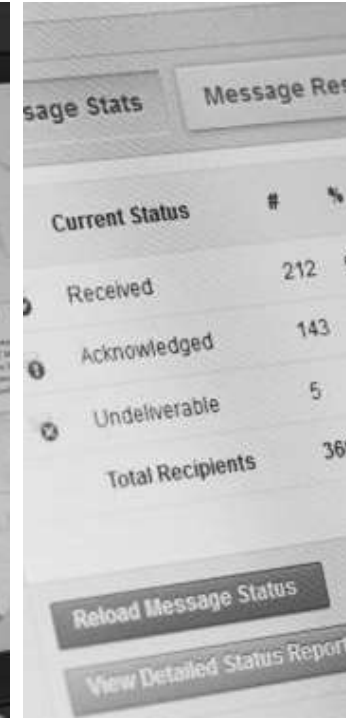 sage Stats
Message Res
Current Status # %
Received 212
Acknowledged 143
Undeliverable 5
Total Recipients 36
Reload Message Status
View Detailed Status Report